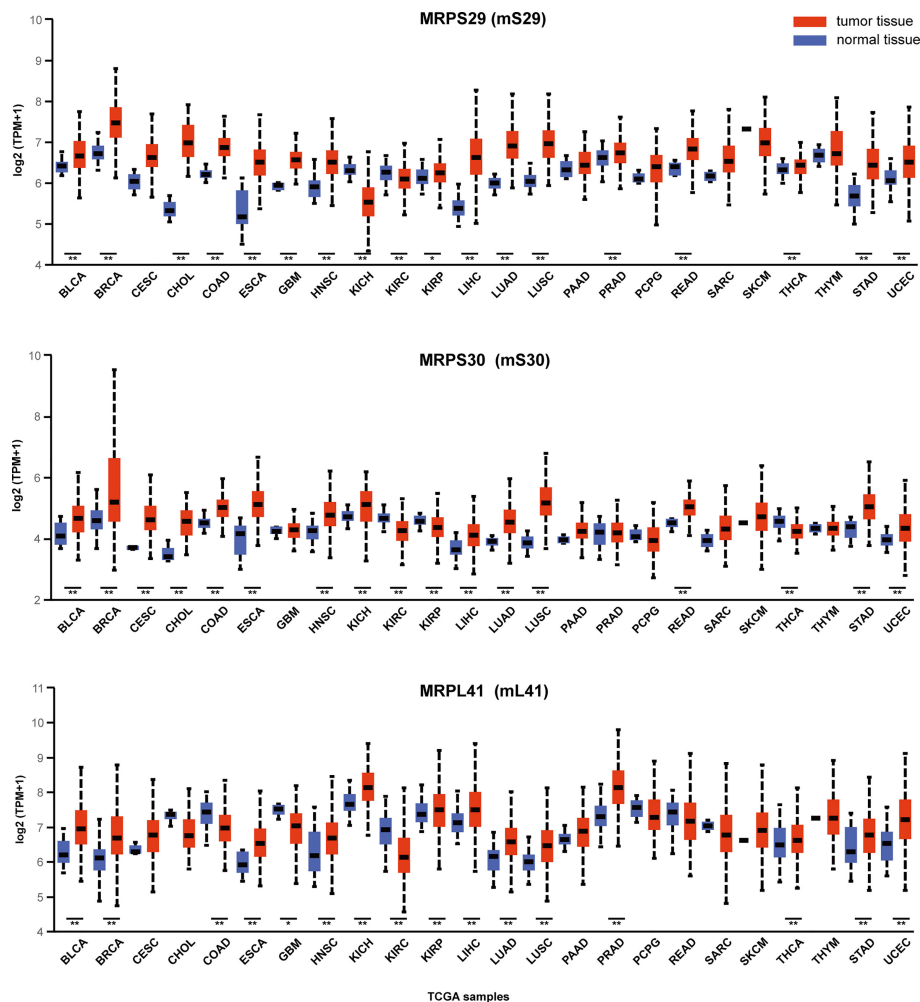 MRPS29 (mS29)
tumor tissue
normal tissue
log2 (TPM+1)
10
9
8
7
6
5
4
** ** ** ** ** ** ** ** ** * ** ** ** ** ** ** ** **
BLCA BRCA CESC CHOL COAD ESCA GBM HNSC KICH KIRC KIRP LIHC LUAD LUSC PAAD PRAD PCPG READ SARC SKCM THCA THYM STAD UCEC
MRPS30 (mS30)
log2 (TPM+1)
10
8
6
4
2
** ** ** ** ** ** ** ** ** ** ** ** ** ** ** ** **
BLCA BRCA CESC CHOL COAD ESCA GBM HNSC KICH KIRC KIRP LIHC LUAD LUSC PAAD PRAD PCPG READ SARC SKCM THCA THYM STAD UCEC
MRPL41 (mL41)
log2 (TPM+1)
11
10
9
8
7
6
5
4
** ** ** ** * ** ** ** ** ** ** ** ** ** ** **
BLCA BRCA CESC CHOL COAD ESCA GBM HNSC KICH KIRC KIRP LIHC LUAD LUSC PAAD PRAD PCPG READ SARC SKCM THCA THYM STAD UCEC
TCGA samples